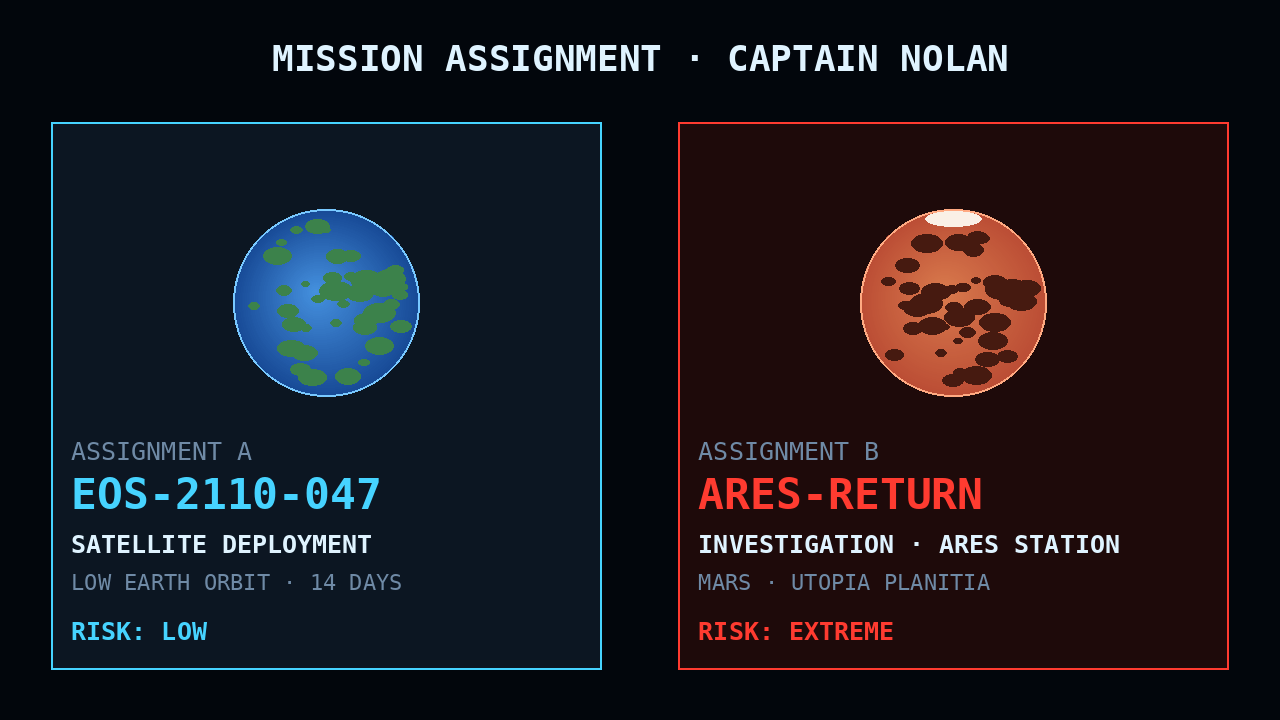 MISSION ASSIGNMENT · CAPTAIN NOLAN
ASSIGNMENT A
EOS-2110-047
SATELLITE DEPLOYMENT
LOW EARTH ORBIT · 14 DAYS
RISK: LOW
ASSIGNMENT B
ARES-RETURN
INVESTIGATION · ARES STATION
MARS · UTOPIA PLANITIA
RISK: EXTREME